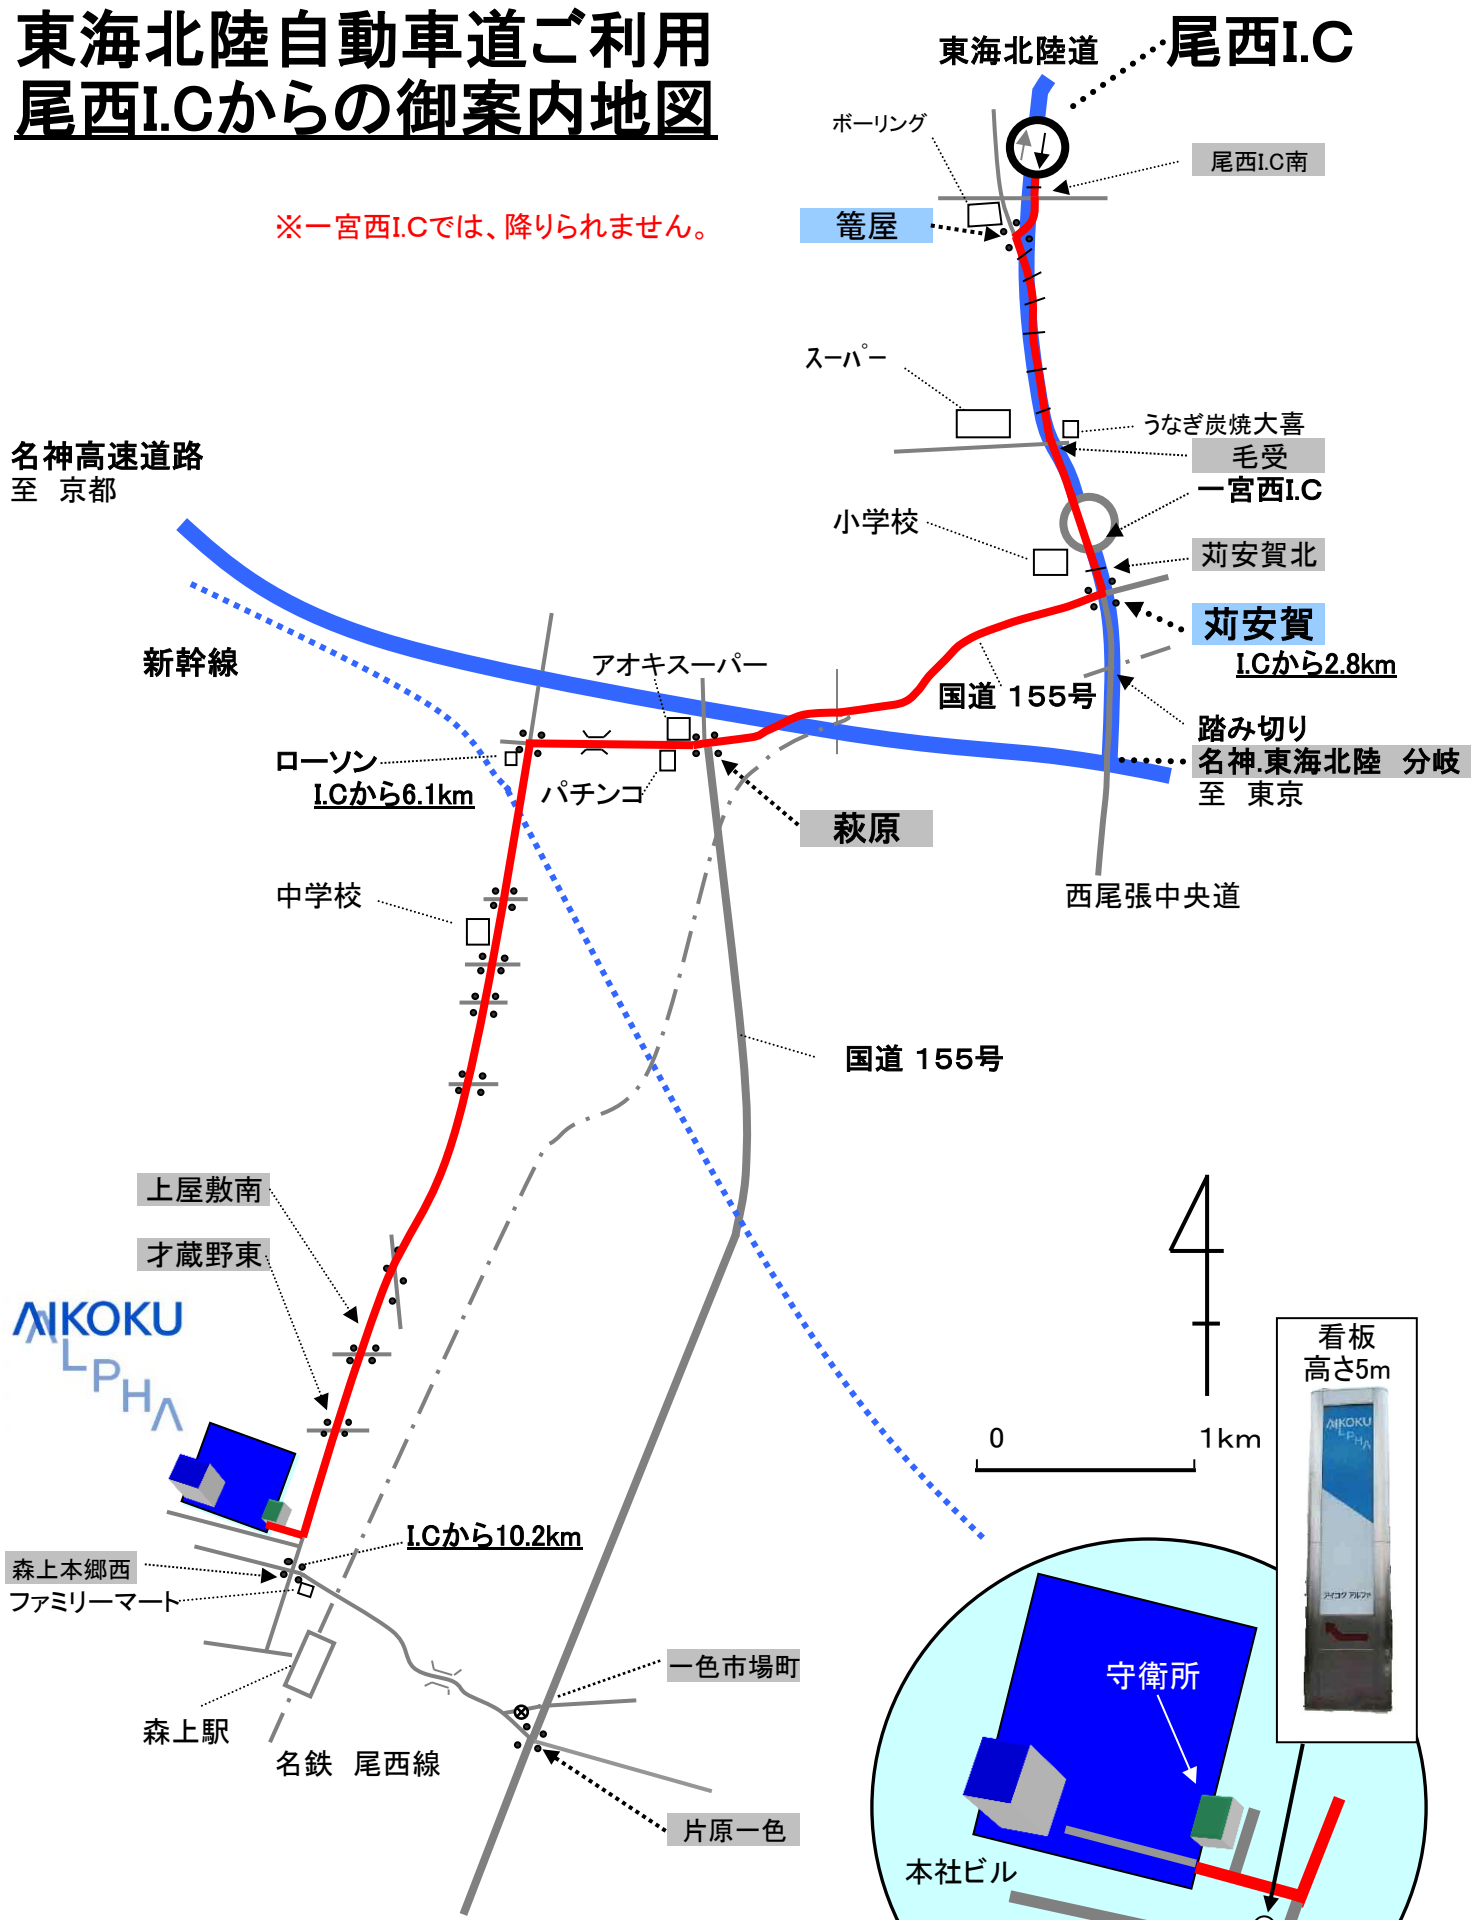 東海北陸自動車道ご利用
尾西I.Cからの御案内地図
※一宮西I.Cでは、降りられません。
東海北陸道
尾西I.C
ボーリング
尾西I.C南
篭屋
スーパー
うなぎ炭焼大喜
毛受
一宮西I.C
小学校
苅安賀北
苅安賀
I.Cから2.8km
名神高速道路
至 京都
新幹線
アオキスーパー
国道 155号
踏み切り
名神.東海北陸 分岐
至 東京
ローソン
I.Cから6.1km
パチンコ
萩原
中学校
西尾張中央道
国道 155号
上屋敷南
才蔵野東
AIKOKU
ALPHA
看板
高さ5m
AIKOKU
ALPHA
アイコク アルファ
0
1km
I.Cから10.2km
森上本郷西
ファミリーマート
一色市場町
森上駅
名鉄 尾西線
片原一色
守衛所
本社ビル